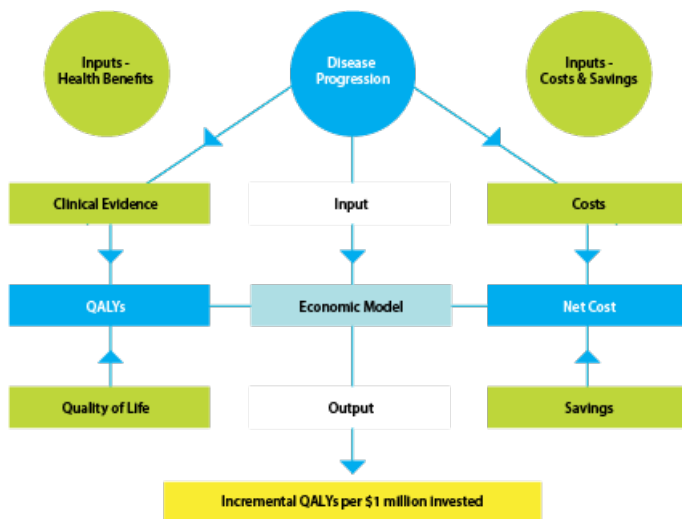 Inputs -
Health Benefits
Disease
Progression
Inputs -
Costs & Savings
Clinical Evidence
Input
Costs
QALYs
Economic Model
Net Cost
Quality of Life
Output
Savings
Incremental QALYs per $1 million invested